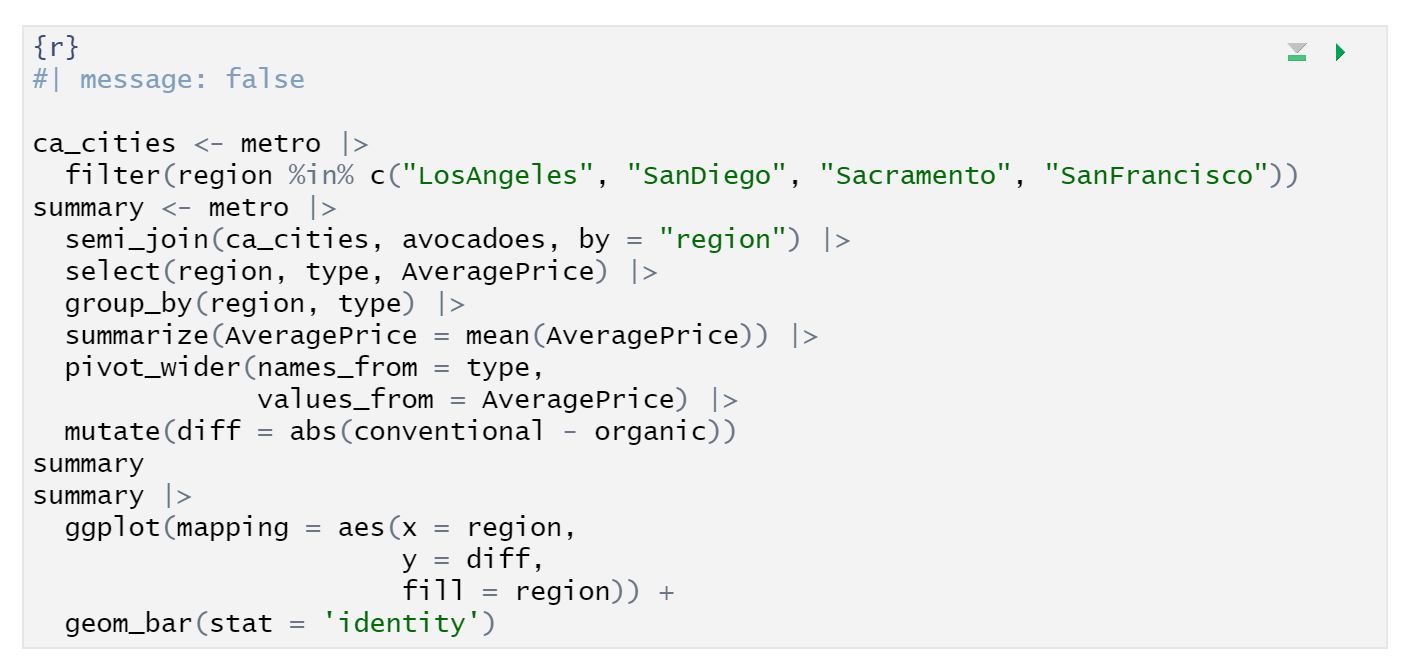 {r}
#| message: false

ca_cities <- metro |>
  filter(region %in% c("LosAngeles", "SanDiego", "Sacramento", "SanFrancisco"))
summary <- metro |>
  semi_join(ca_cities, avocadoes, by = "region") |>
  select(region, type, AveragePrice) |>
  group_by(region, type) |>
  summarize(AveragePrice = mean(AveragePrice)) |>
  pivot_wider(names_from = type,
              values_from = AveragePrice) |>
  mutate(diff = abs(conventional - organic))
summary
summary |>
  ggplot(mapping = aes(x = region,
                       y = diff,
                       fill = region)) +
  geom_bar(stat = 'identity')